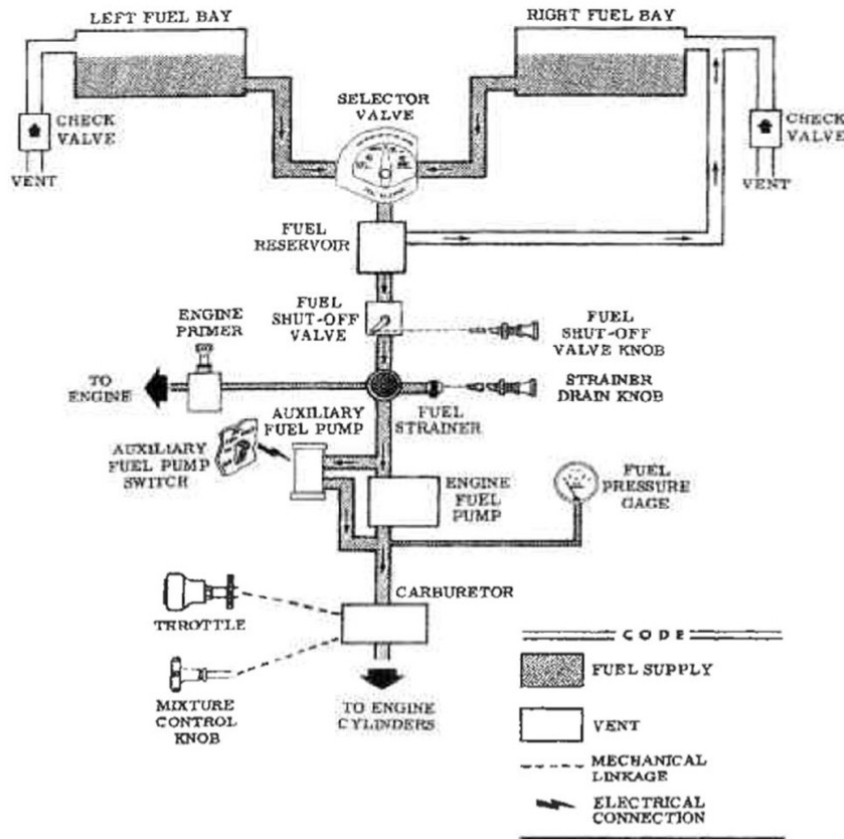 LEFT FUEL BAY
RIGHT FUEL BAY
SELECTOR
VALVE
CHECK
VALVE
VENT
CHECK
VALVE
VENT
FUEL
RESERVOIR
ENGINE
PRIMER
FUEL
SHUT-OFF
VALVE
FUEL
SHUT-OFF
VALVE KNOB
TO
ENGINE
STRAINER
DRAIN KNOB
FUEL
STRAINER
AUXILIARY
FUEL PUMP
AUXILIARY
FUEL PUMP
SWITCH
ENGINE
FUEL
PUMP
FUEL
PRESSURE
GAGE
CARBURETOR
THROTTLE
MIXTURE
CONTROL
KNOB
TO ENGINE
CYLINDERS
CODE
FUEL SUPPLY
VENT
MECHANICAL
LINKAGE
ELECTRICAL
CONNECTION